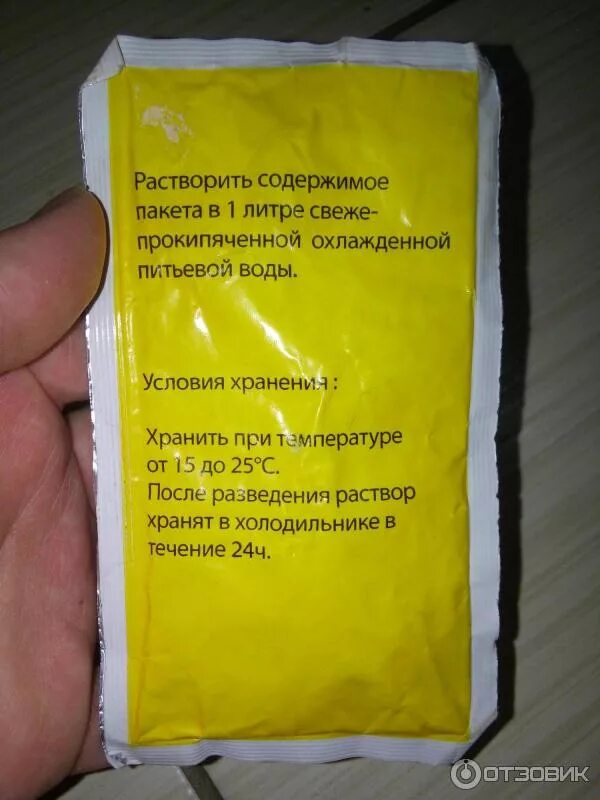 Растворить содержимое
пакета в 1 литре свеже-
прокипяченной охлажденной
питьевой воды.
Условия хранения :
Хранить при температуре
от 15 до 25°С.
После разведения раствор
хранят в холодильнике в
течение 24ч.
ОТЗОВИК